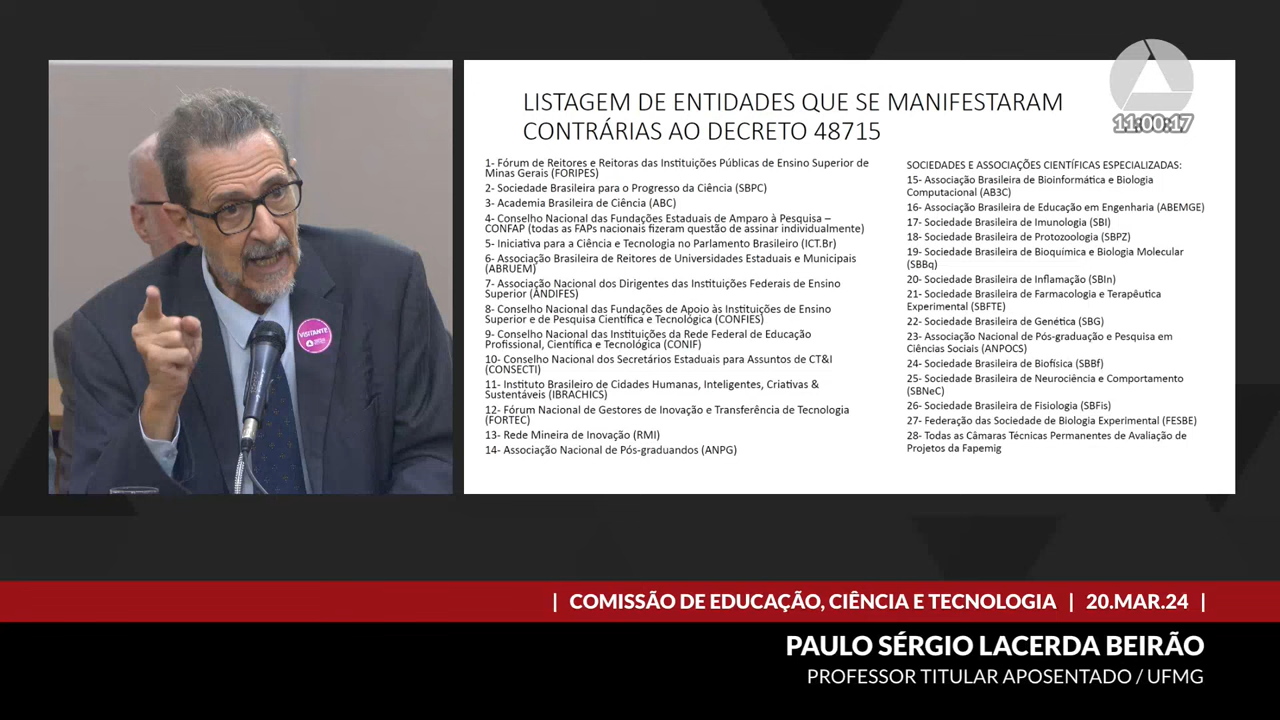 11:00:17
LISTAGEM DE ENTIDADES QUE SE MANIFESTARAM
CONTRÁRIAS AO DECRETO 48715
1- Fórum de Reitores e Reitoras das Instituições Públicas de Ensino Superior de
Minas Gerais (FORIPES)
2- Sociedade Brasileira para o Progresso da Ciência (SBPC)
3- Academia Brasileira de Ciência (ABC)
4- Conselho Nacional das Fundações Estaduais de Amparo à Pesquisa –
CONFAP (todas as FAPs nacionais fizeram questão de assinar individualmente)
5- Iniciativa para a Ciência e Tecnologia no Parlamento Brasileiro (ICT.Br)
6- Associação Brasileira de Reitores de Universidades Estaduais e Municipais
(ABRUEM)
7- Associação Nacional dos Dirigentes das Instituições Federais de Ensino
Superior (ANDIFES)
8- Conselho Nacional das Fundações de Apoio às Instituições de Ensino
Superior e de Pesquisa Científica e Tecnológica (CONFIES)
9- Conselho Nacional das Instituições da Rede Federal de Educação
Profissional, Científica e Tecnológica (CONIF)
10- Conselho Nacional dos Secretários Estaduais para Assuntos de CT&I
(CONSECTI)
11- Instituto Brasileiro de Cidades Humanas, Inteligentes, Criativas &
Sustentáveis (IBRACHICS)
12- Fórum Nacional de Gestores de Inovação e Transferência de Tecnologia
(FORTEC)
13- Rede Mineira de Inovação (RMI)
14- Associação Nacional de Pós-graduandos (ANPG)
SOCIEDADES E ASSOCIAÇÕES CIENTÍFICAS ESPECIALIZADAS:
15- Associação Brasileira de Bioinformática e Biologia
Computacional (AB3C)
16- Associação Brasileira de Educação em Engenharia (ABEMGE)
17- Sociedade Brasileira de Imunologia (SBI)
18- Sociedade Brasileira de Protozoologia (SBPZ)
19- Sociedade Brasileira de Bioquímica e Biologia Molecular
(SBBq)
20- Sociedade Brasileira de Inflamação (SBIn)
21- Sociedade Brasileira de Farmacologia e Terapêutica
Experimental (SBFTE)
22- Sociedade Brasileira de Genética (SBG)
23- Associação Nacional de Pós-graduação e Pesquisa em
Ciências Sociais (ANPOCS)
24- Sociedade Brasileira de Biofísica (SBBf)
25- Sociedade Brasileira de Neurociência e Comportamento
(SBNeC)
26- Sociedade Brasileira de Fisiologia (SBFis)
27- Federação das Sociedade de Biologia Experimental (FESBE)
28- Todas as Câmaras Técnicas Permanentes de Avaliação de
Projetos da Fapemig
VISITANTE
| COMISSÃO DE EDUCAÇÃO, CIÊNCIA E TECNOLOGIA | 20.MAR.24 |
PAULO SÉRGIO LACERDA BEIRÃO
PROFESSOR TITULAR APOSENTADO / UFMG